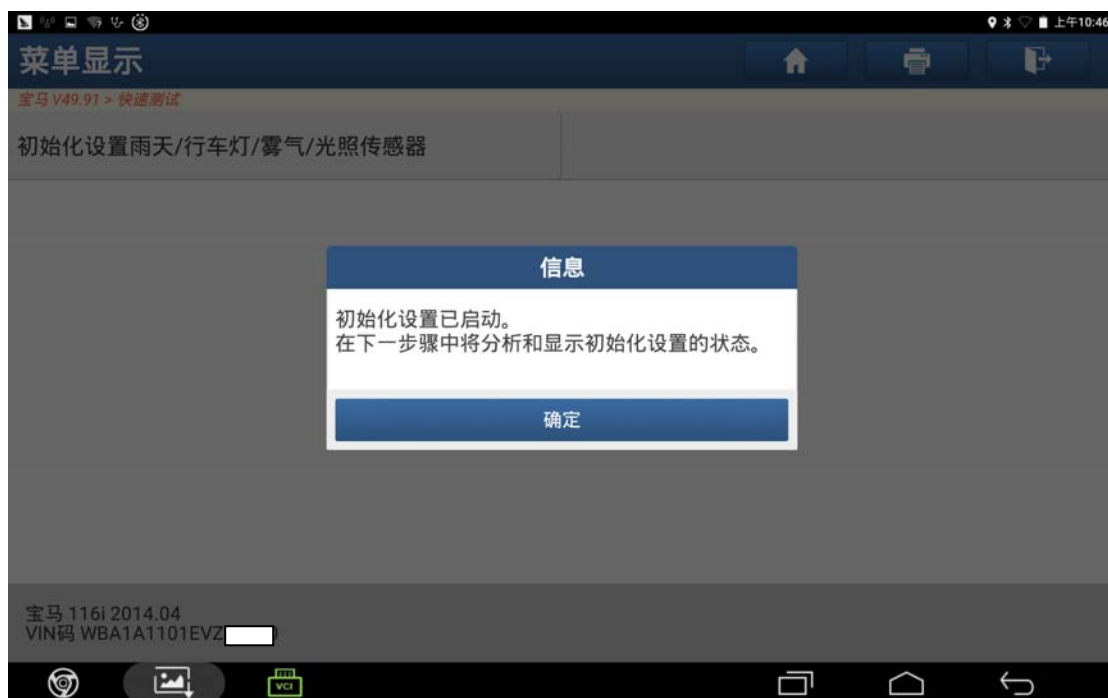 上午10:46
菜单显示
宝马 V49.91 > 快速测试
初始化设置雨天/行车灯/雾气/光照传感器
信息
初始化设置已启动。
在下一步骤中将分析和显示初始化设置的状态。
确定
宝马 116i 2014.04
VIN码 WBA1A1101EVZ
VCI